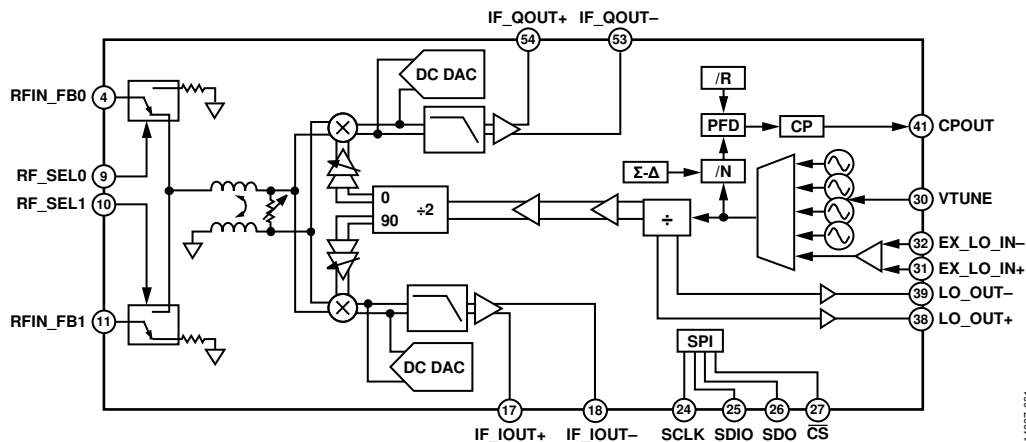 IF_QOUT+ IF_QOUT–
54 53
DC DAC
/R
RFIN_FB0 4
PFD CP 41 CPOUT
RF_SEL0 9
Σ-Δ /N
30 VTUNE
RF_SEL1 10
0
90 ÷2
÷
32 EX_LO_IN–
31 EX_LO_IN+
39 LO_OUT–
38 LO_OUT+
RFIN_FB1 11
SPI
DC DAC
17 18 24 25 26 27
IF_IOUT+ IF_IOUT– SCLK SDIO SDO CS